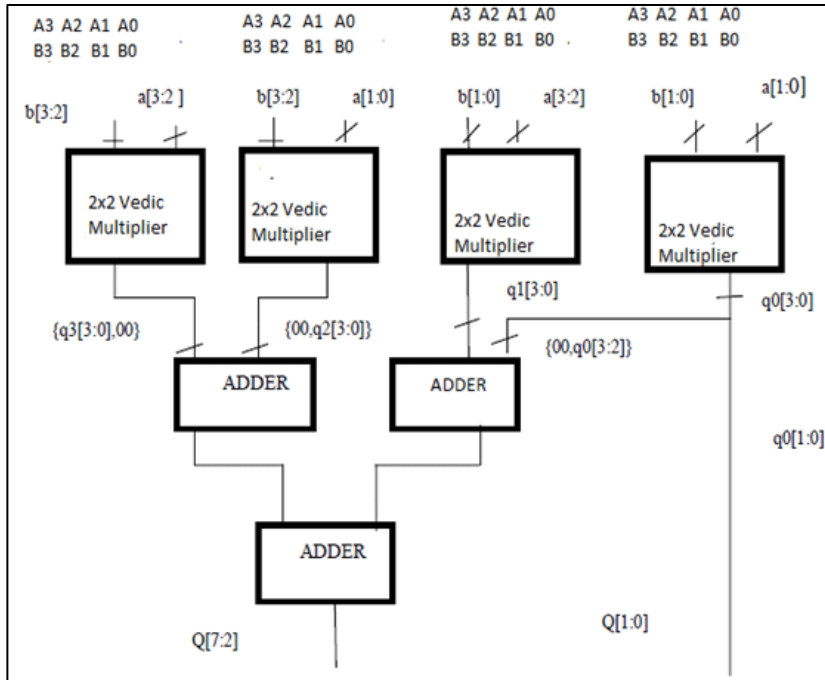 A3 A2 A1 A0
B3 B2 B1 B0
A3 A2 A1 A0
B3 B2 B1 B0
A3 A2 A1 A0
B3 B2 B1 B0
A3 A2 A1 A0
B3 B2 B1 B0
b[3:2]
a[3:2 ]
b[3:2]
a[1:0]
b[1:0]
a[3:2]
b[1:0]
a[1:0]
2x2 Vedic
Multiplier
2x2 Vedic
Multiplier
2x2 Vedic
Multiplier
2x2 Vedic
Multiplier
q1[3:0]
q0[3:0]
{q3[3:0],00}
{00,q2[3:0]}
{00,q0[3:2]}
ADDER
ADDER
q0[1:0]
ADDER
Q[7:2]
Q[1:0]